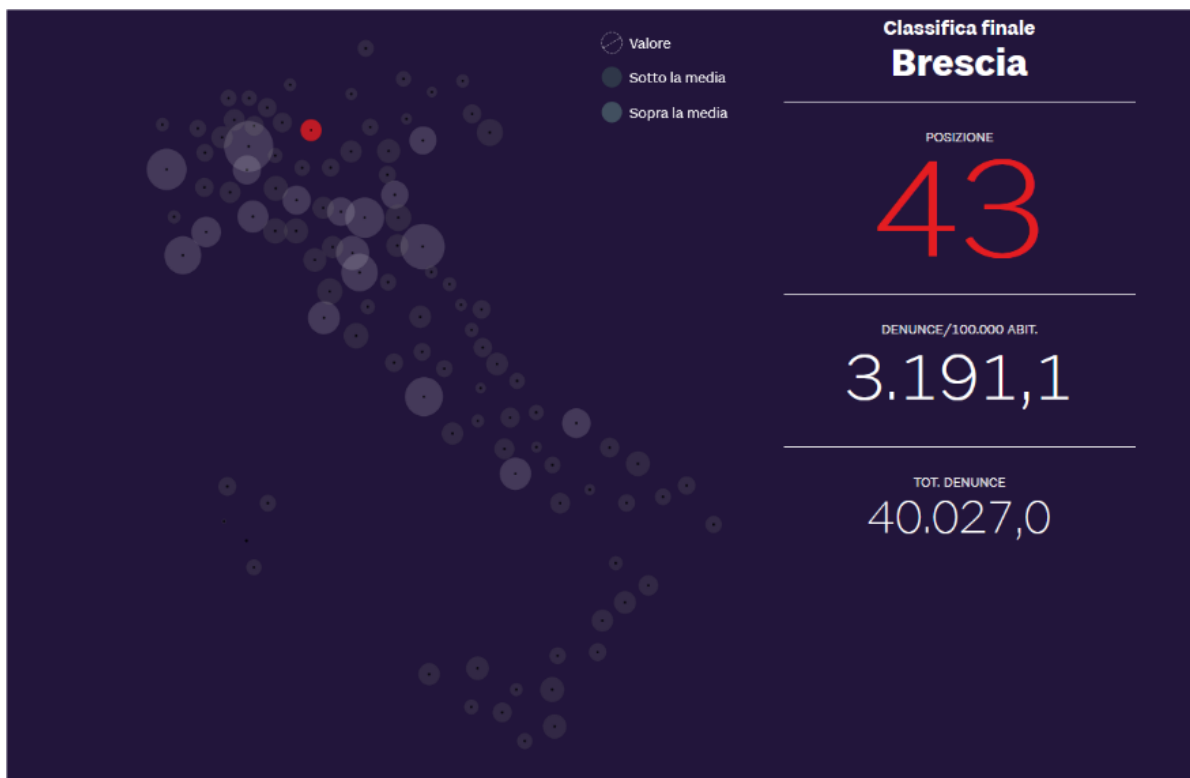 Valore
Sotto la media
Sopra la media
Classifica finale
Brescia
POSIZIONE
43
DENUNCE/100.000 ABIT.
3.191,1
TOT. DENUNCE
40.027,0